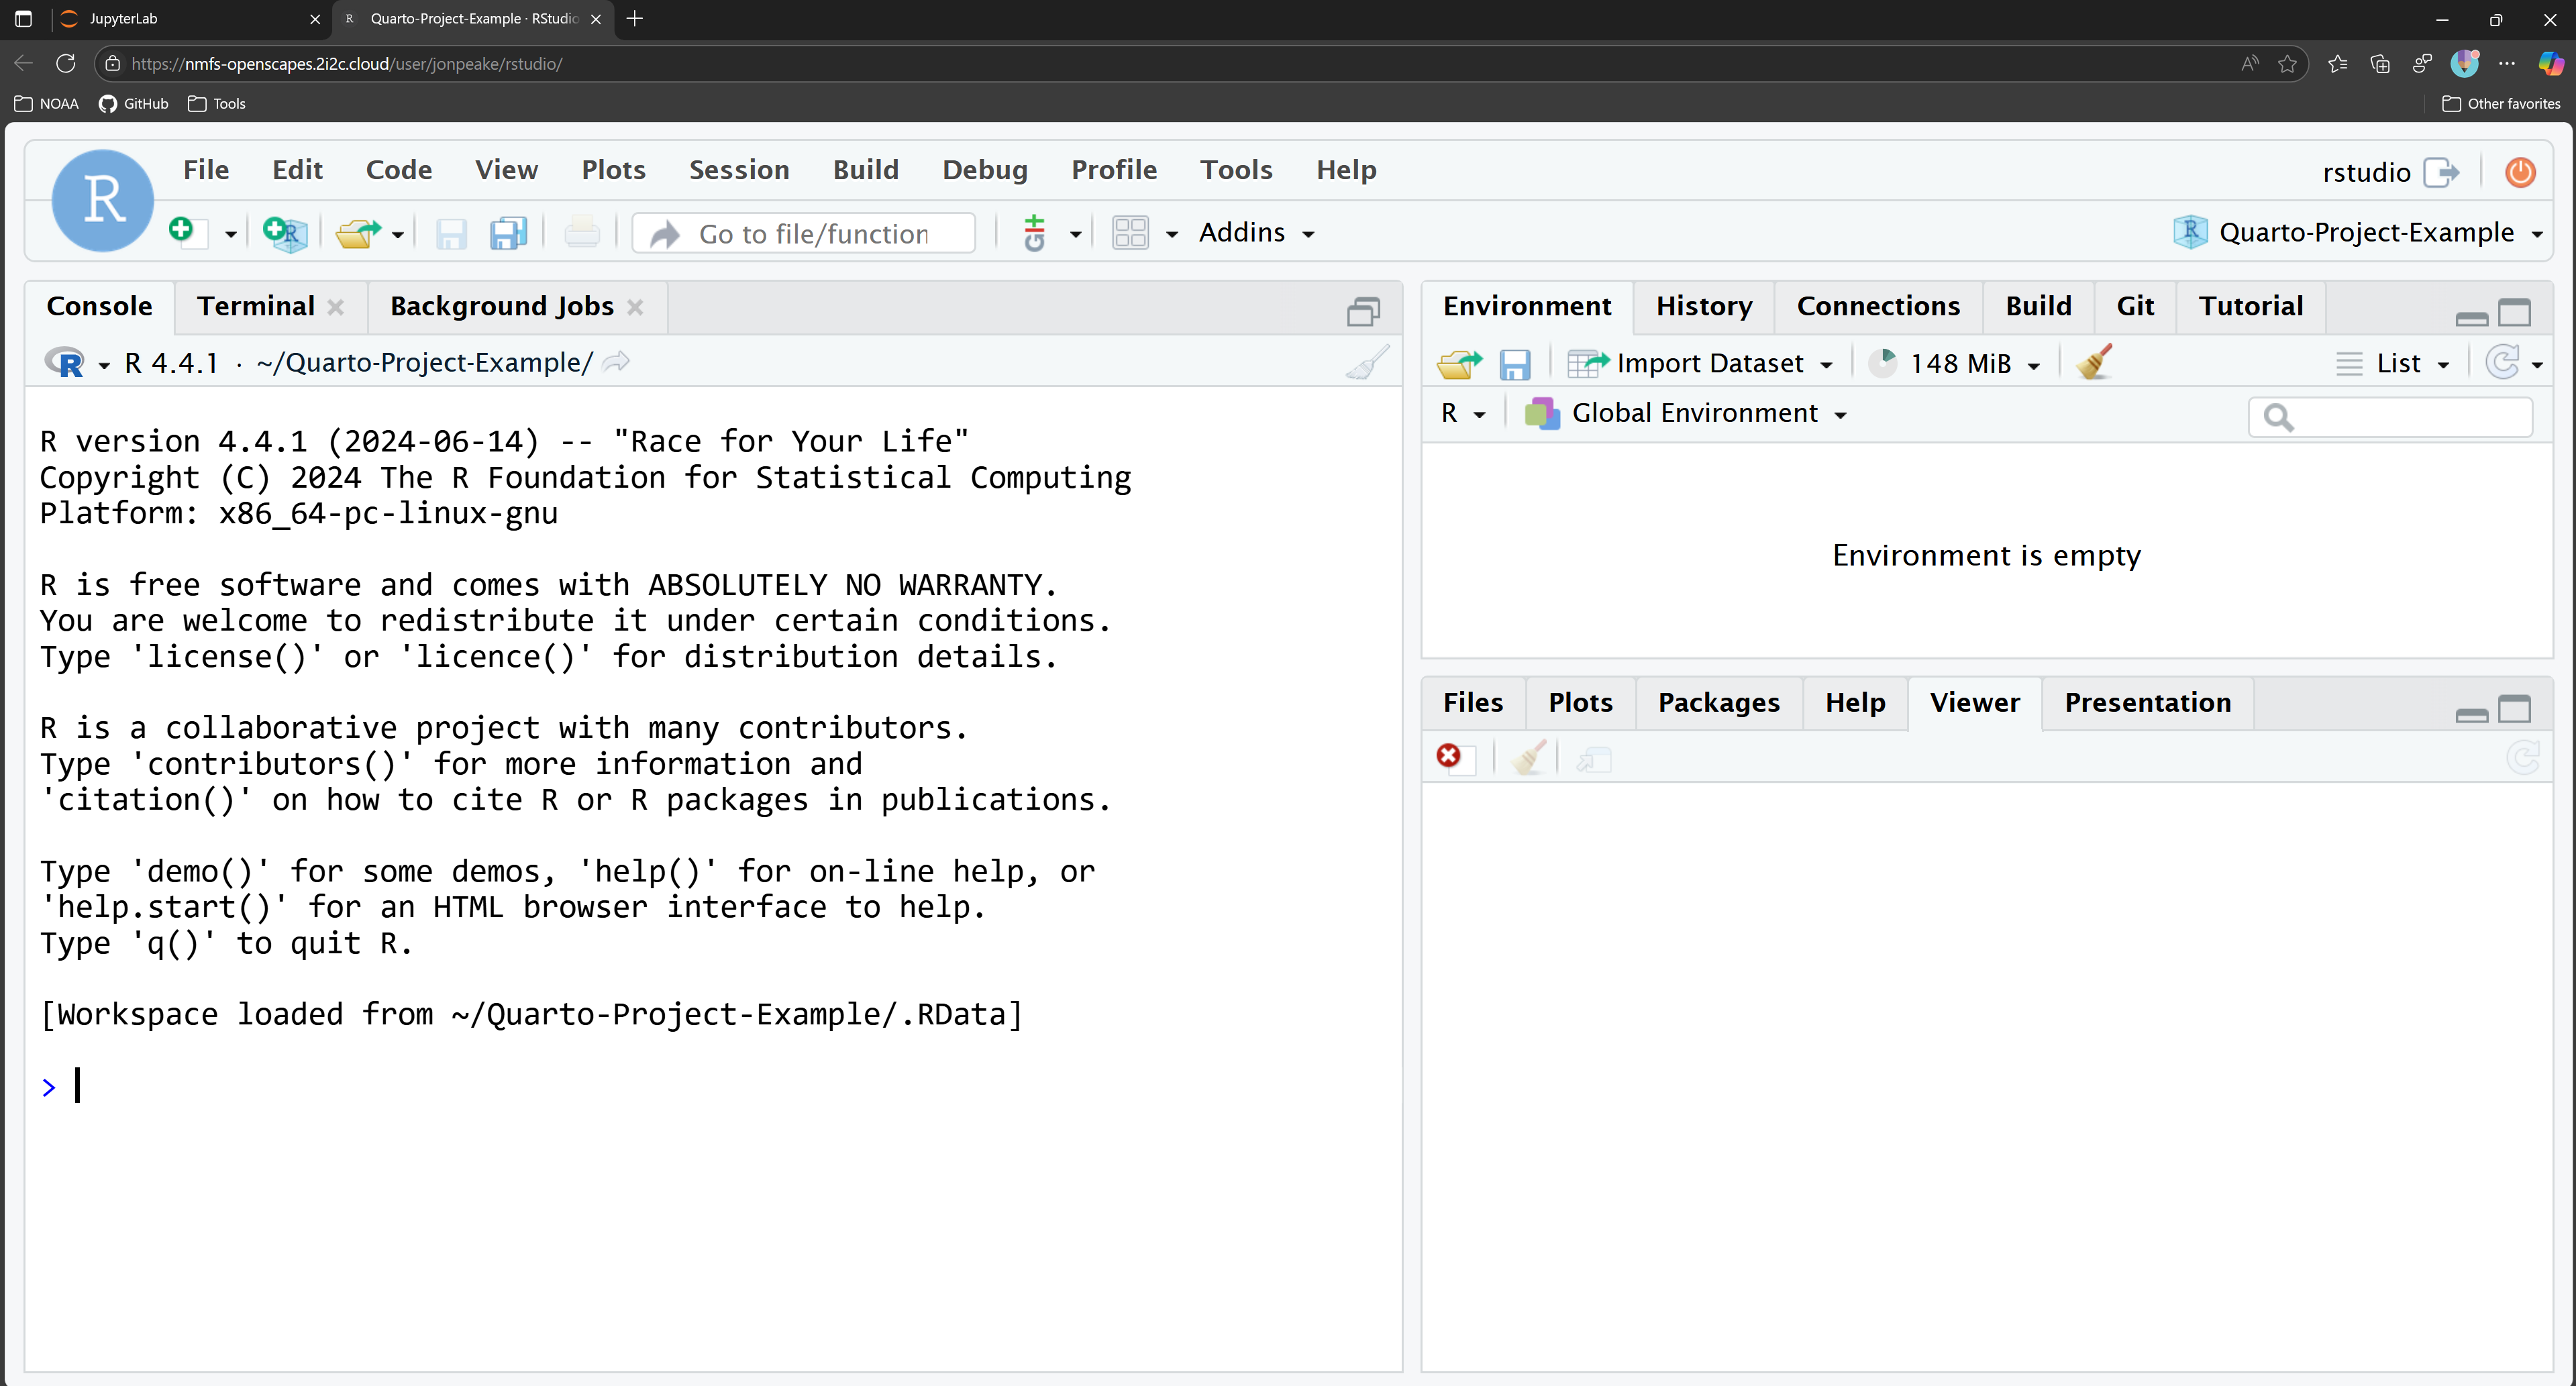 JupyterLab
R Quarto-Project-Example · RStudio
https://nmfs-openscapes.2i2c.cloud/user/jonpeake/rstudio/
NOAA GitHub Tools Other favorites
R File Edit Code View Plots Session Build Debug Profile Tools Help rstudio
Go to file/function Addins Quarto-Project-Example
Console Terminal Background Jobs
R 4.4.1 · ~/Quarto-Project-Example/
R version 4.4.1 (2024-06-14) -- "Race for Your Life"
Copyright (C) 2024 The R Foundation for Statistical Computing
Platform: x86_64-pc-linux-gnu
R is free software and comes with ABSOLUTELY NO WARRANTY.
You are welcome to redistribute it under certain conditions.
Type 'license()' or 'licence()' for distribution details.
R is a collaborative project with many contributors.
Type 'contributors()' for more information and
'citation()' on how to cite R or R packages in publications.
Type 'demo()' for some demos, 'help()' for on-line help, or
'help.start()' for an HTML browser interface to help.
Type 'q()' to quit R.
[Workspace loaded from ~/Quarto-Project-Example/.RData]
>
Environment History Connections Build Git Tutorial
Import Dataset 148 MiB List
R Global Environment
Environment is empty
Files Plots Packages Help Viewer Presentation